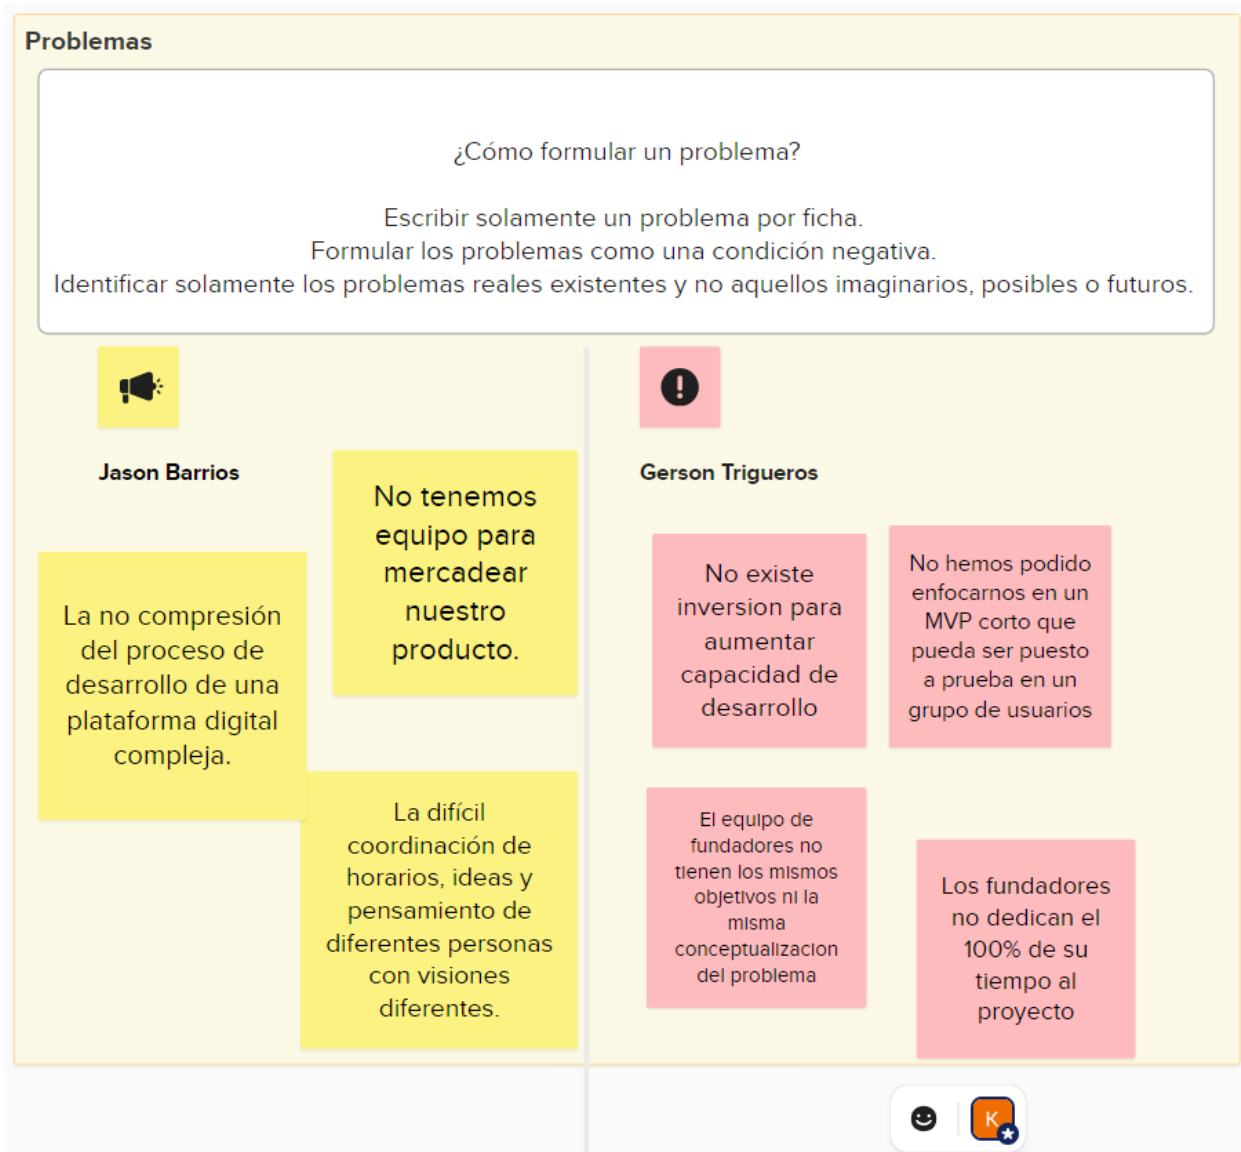 Problemas
¿Cómo formular un problema?
Escribir solamente un problema por ficha.
Formular los problemas como una condición negativa.
Identificar solamente los problemas reales existentes y no aquellos imaginarios, posibles o futuros.
Jason Barrios
No tenemos
equipo para
mercadear
nuestro
producto.
La no compresión
del proceso de
desarrollo de una
plataforma digital
compleja.
La difícil
coordinación de
horarios, ideas y
pensamiento de
diferentes personas
con visiones
diferentes.
Gerson Trigueros
No existe
inversion para
aumentar
capacidad de
desarrollo
No hemos podido
enfocarnos en un
MVP corto que
pueda ser puesto
a prueba en un
grupo de usuarios
El equipo de
fundadores no
tienen los mismos
objetivos ni la
misma
conceptualizacion
del problema
Los fundadores
no dedican el
100% de su
tiempo al
proyecto
K